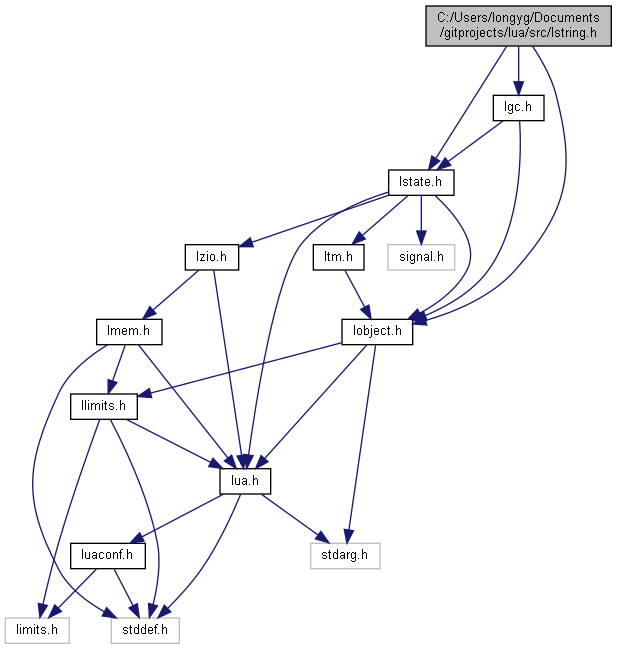 C:/Users/longyg/Documents
/gitprojects/lua/src/lstring.h
lgc.h
lstate.h
lzio.h
ltm.h
signal.h
lmem.h
lobject.h
llimits.h
lua.h
luaconf.h
stdarg.h
limits.h
stddef.h